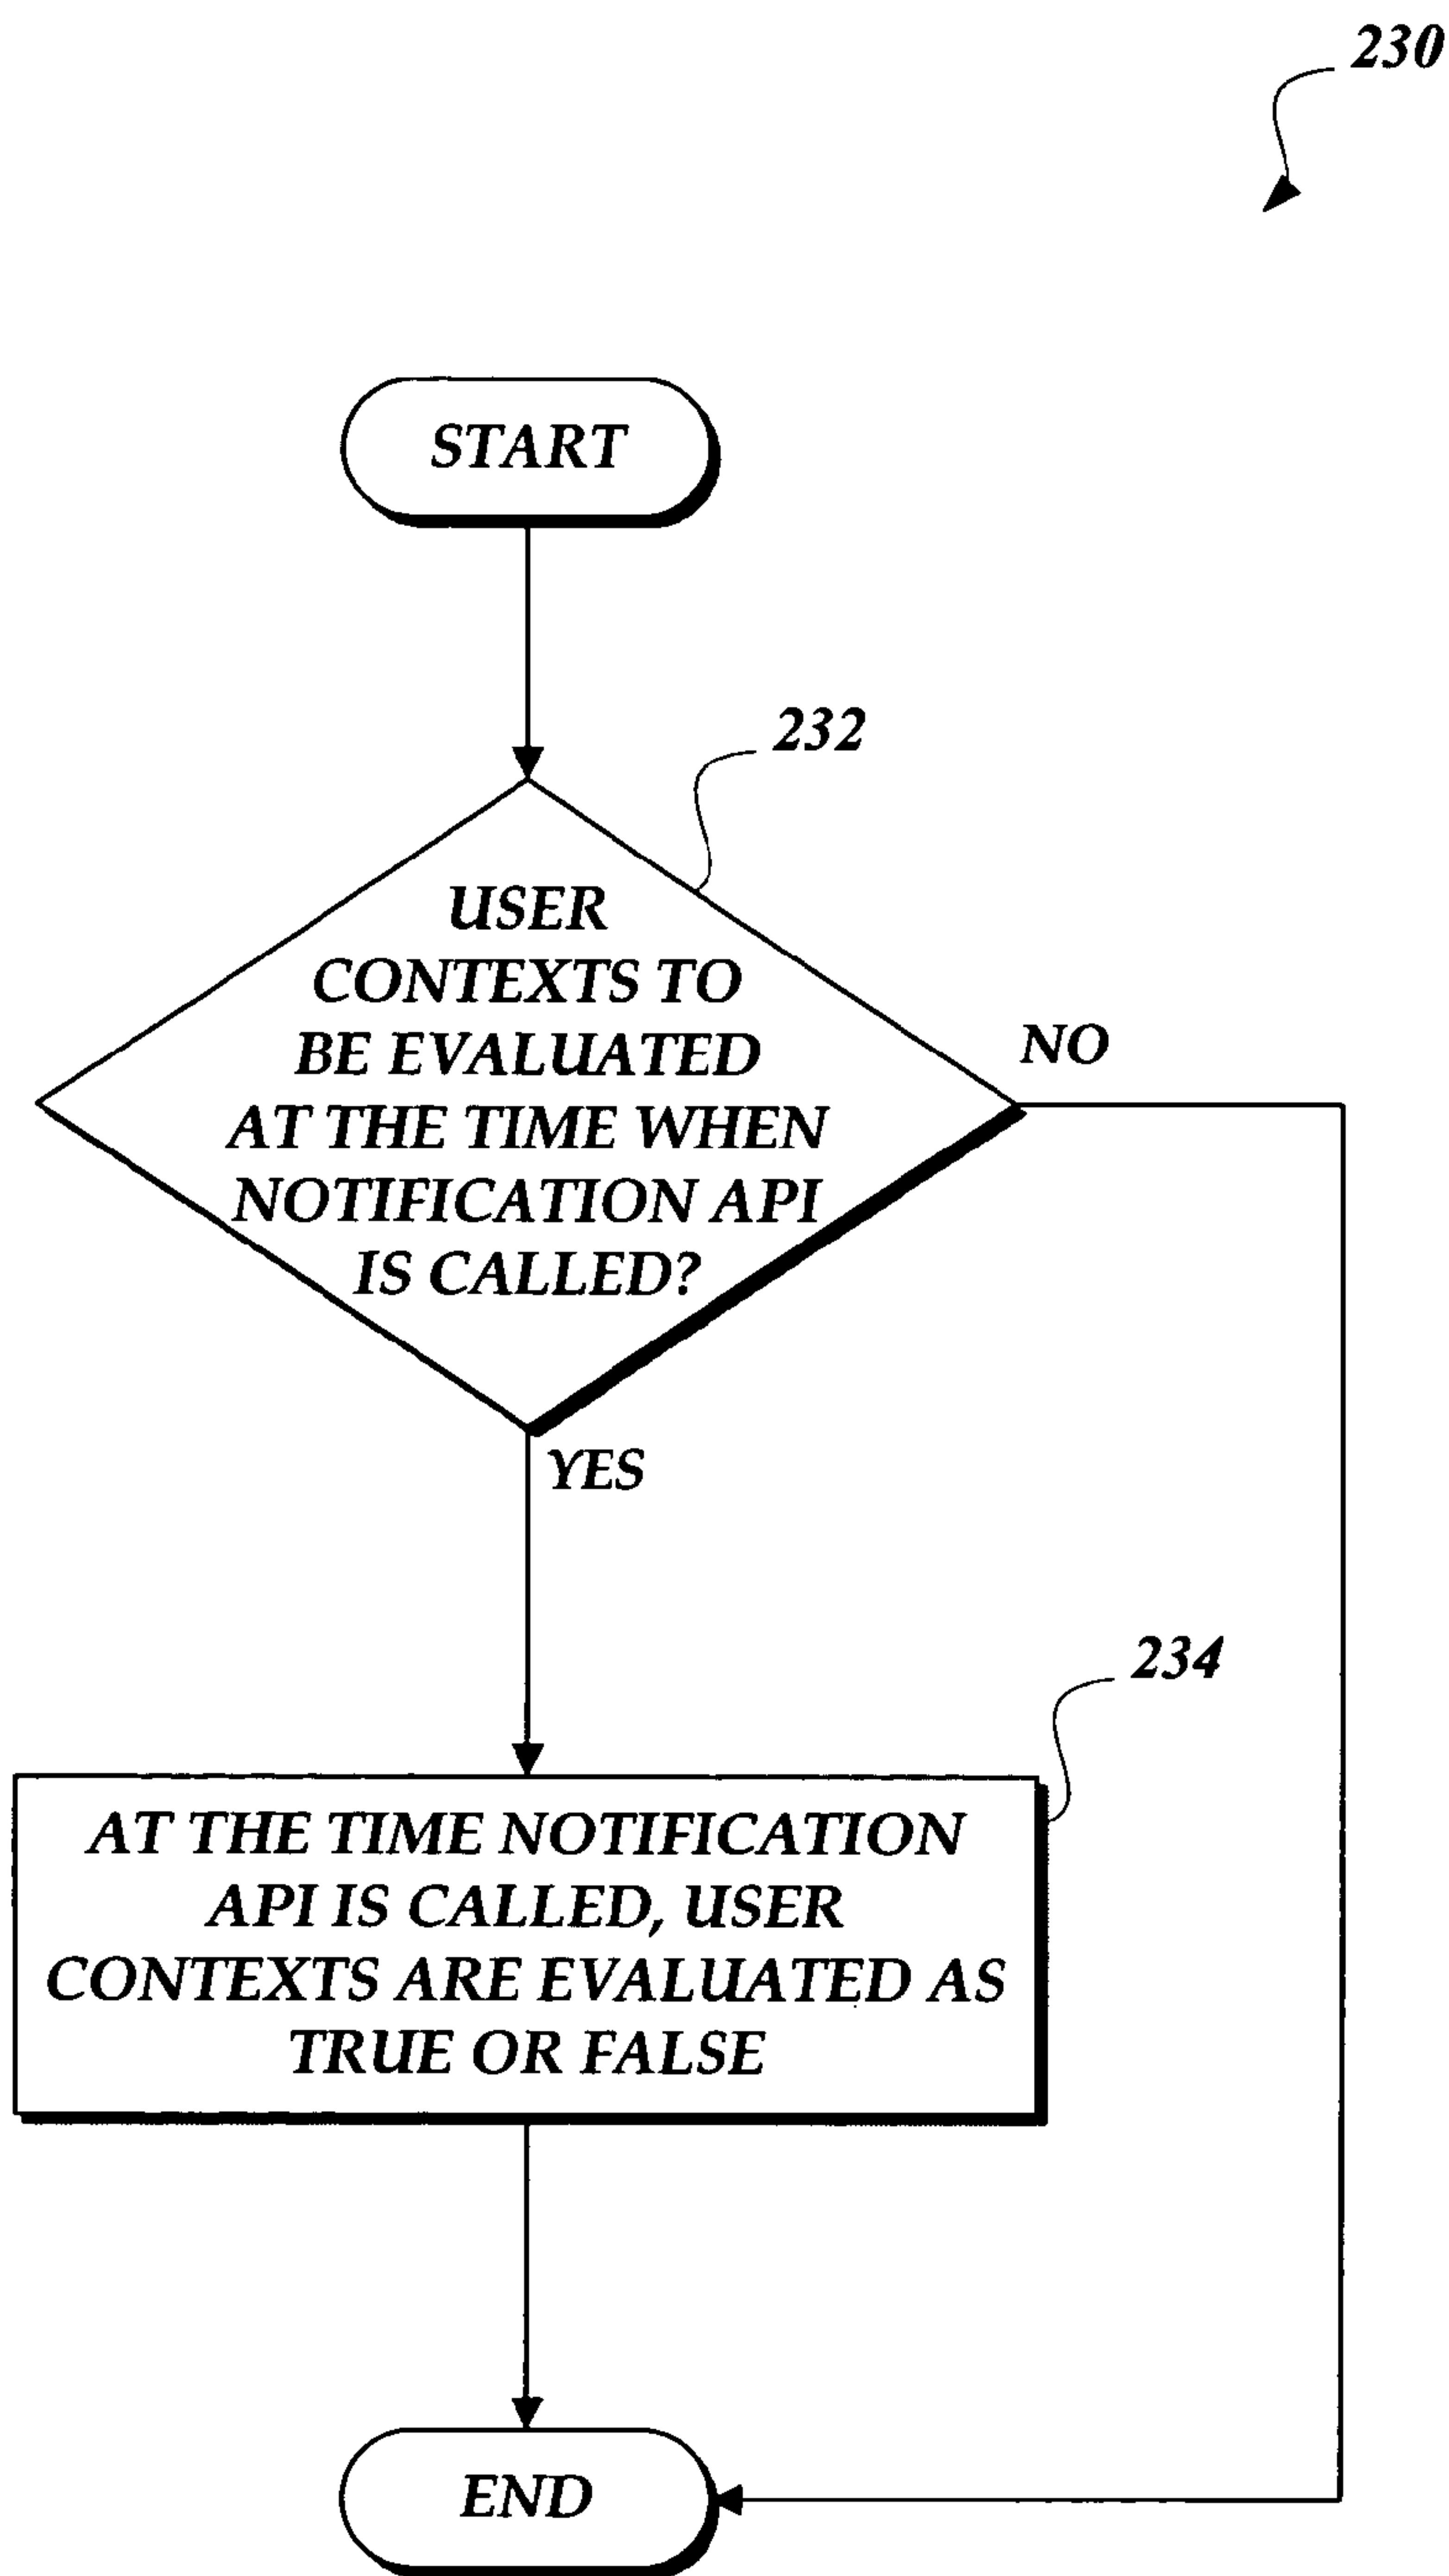 230
START
232
USER
CONTEXTS TO
BE EVALUATED
AT THE TIME WHEN
NOTIFICATION API
IS CALLED?
NO
YES
234
AT THE TIME NOTIFICATION
API IS CALLED, USER
CONTEXTS ARE EVALUATED AS
TRUE OR FALSE
END